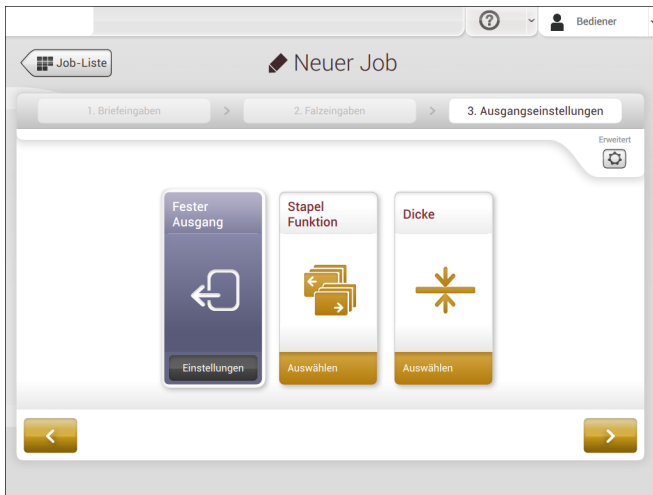 Bediener
Job-Liste
Neuer Job
1. Briefeingaben > 2. Falzeingaben > 3. Ausgangseinstellungen
Erweitert
Fester
Ausgang
Stapel
Funktion
Dicke
Einstellungen
Auswählen
Auswählen